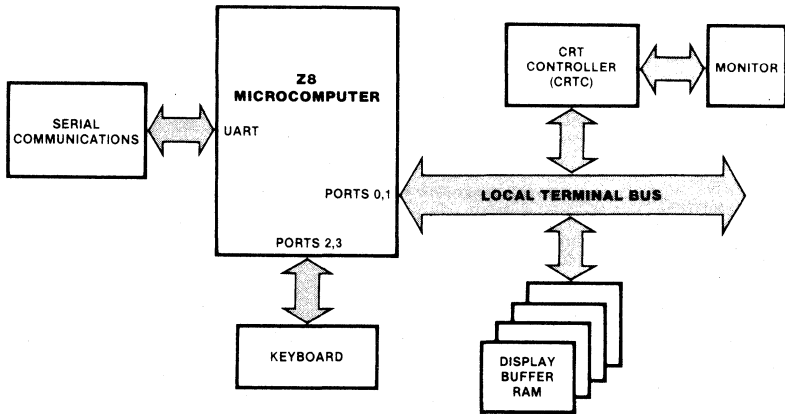 Z8
MICROCOMPUTER
CRT
CONTROLLER
(CRTC)
MONITOR
SERIAL
COMMUNICATIONS
UART
PORTS 0,1
LOCAL TERMINAL BUS
PORTS 2,3
KEYBOARD
DISPLAY
BUFFER
RAM